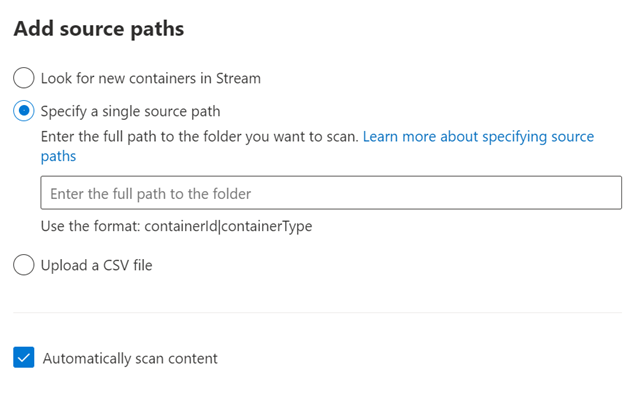 Add source paths
Look for new containers in Stream
Specify a single source path
Enter the full path to the folder you want to scan. Learn more about specifying source
paths
Enter the full path to the folder
Use the format: containerId|containerType
Upload a CSV file
Automatically scan content